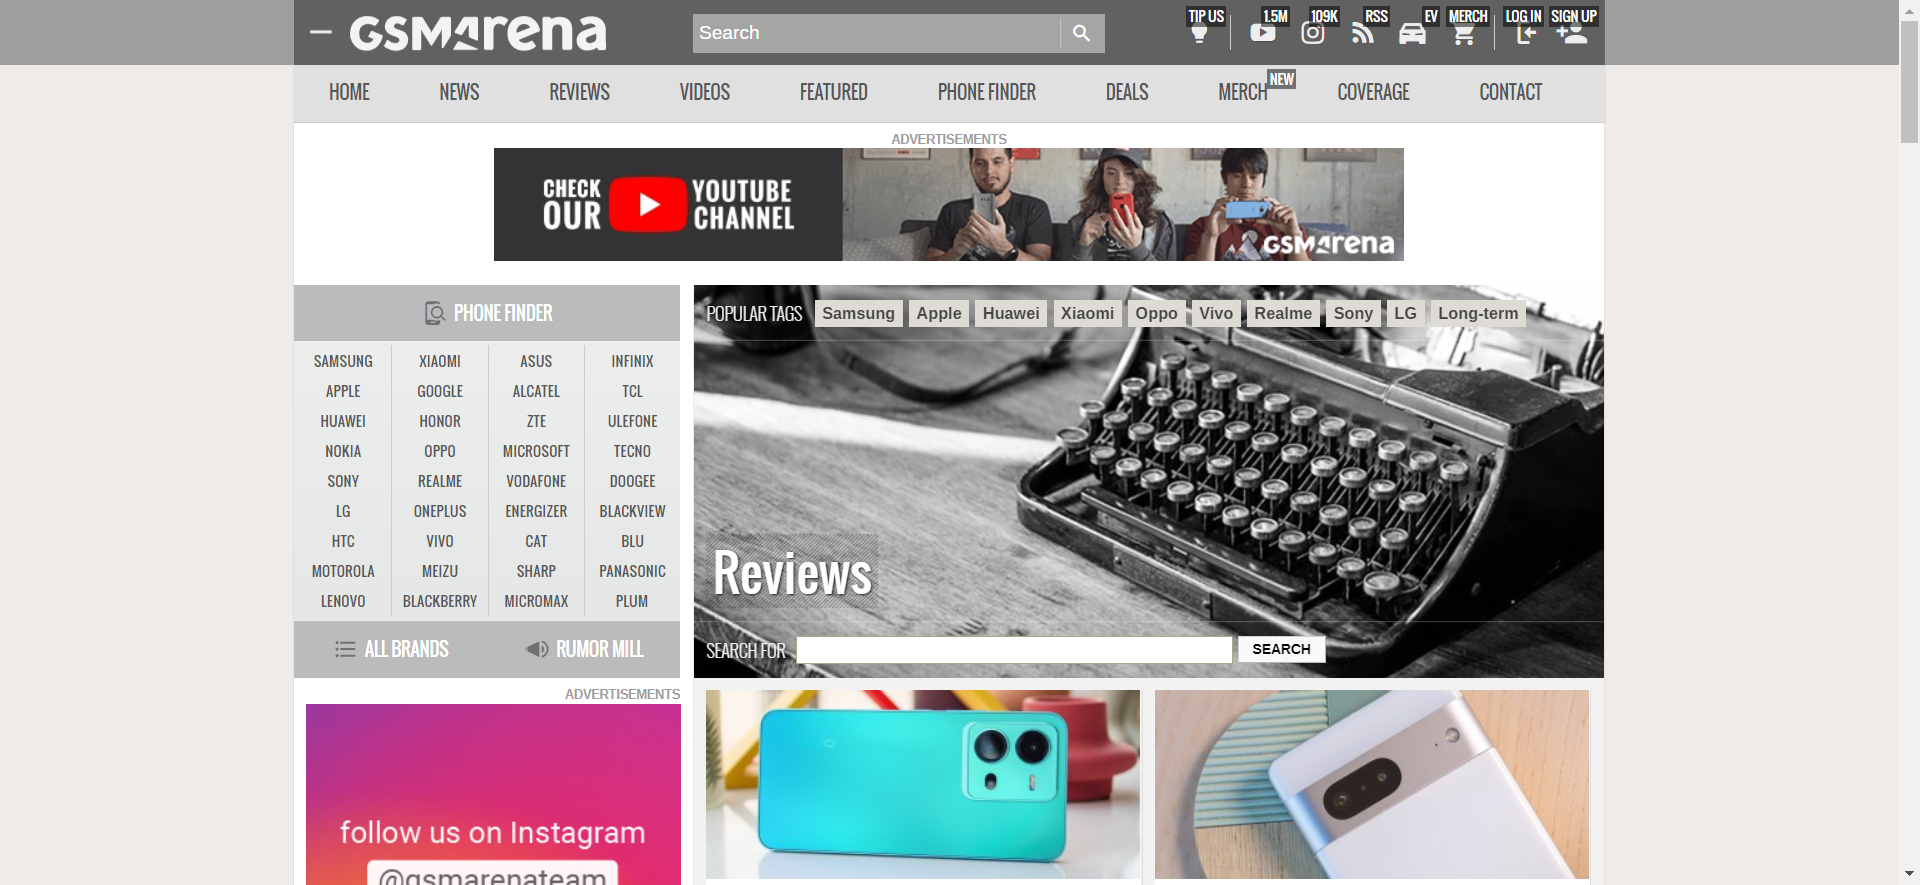 GSMArena
Search
TIP US
1.5M
109K
RSS
EV
MERCH
LOG IN
SIGN UP
HOME
NEWS
REVIEWS
VIDEOS
FEATURED
PHONE FINDER
DEALS
MERCH
NEW
COVERAGE
CONTACT
ADVERTISEMENTS
CHECK OUR
YOUTUBE CHANNEL
GSMArena
PHONE FINDER
SAMSUNG XIAOMI ASUS INFINIX
APPLE GOOGLE ALCATEL TCL
HUAWEI HONOR ZTE ULEFONE
NOKIA OPPO MICROSOFT TECNO
SONY REALME VODAFONE DOOGEE
LG ONEPLUS ENERGIZER BLACKVIEW
HTC VIVO CAT BLU
MOTOROLA MEIZU SHARP PANASONIC
LENOVO BLACKBERRY MICROMAX PLUM
ALL BRANDS
RUMOR MILL
POPULAR TAGS Samsung Apple Huawei Xiaomi Oppo Vivo Realme Sony LG Long-term
Reviews
SEARCH FOR
SEARCH
ADVERTISEMENTS
follow us on Instagram
@gsmarenateam